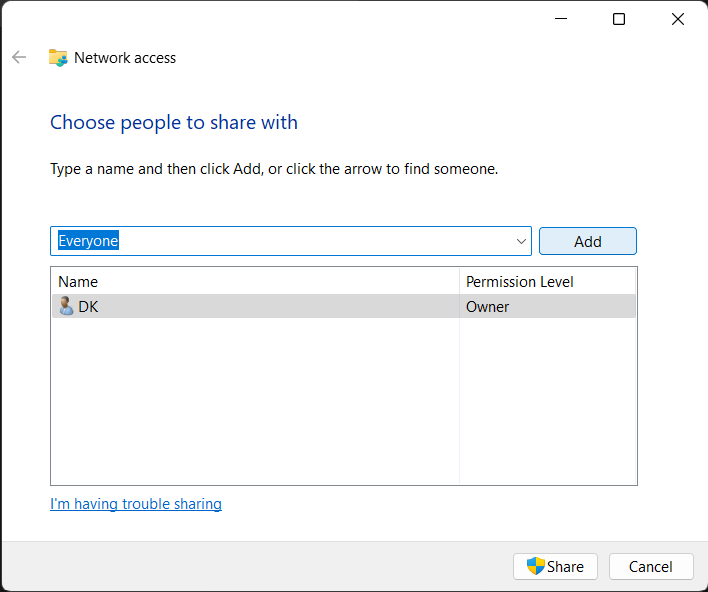 Network access
Choose people to share with
Type a name and then click Add, or click the arrow to find someone.
Everyone Add
Name Permission Level
DK Owner
I'm having trouble sharing
Share Cancel